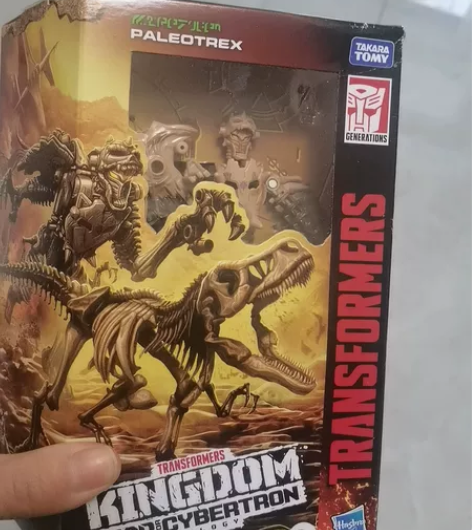 PALEOTREX
TAKARA
TOMY
GENERATIONS
TRANSFORMERS
TRANSFORMERS
KINGDOM
CYBERTRON
Hasbro